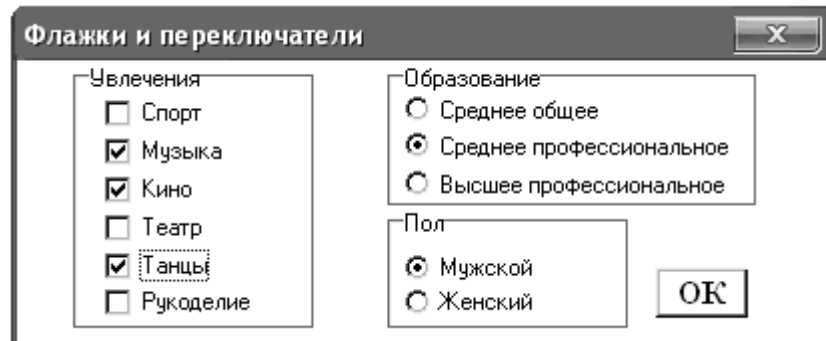 Флажки и переключатели
Увлечения
Спорт
Музыка
Кино
Театр
Танцы
Рукоделие
Образование
Среднее общее
Среднее профессиональное
Высшее профессиональное
Пол
Мужской
Женский
OK